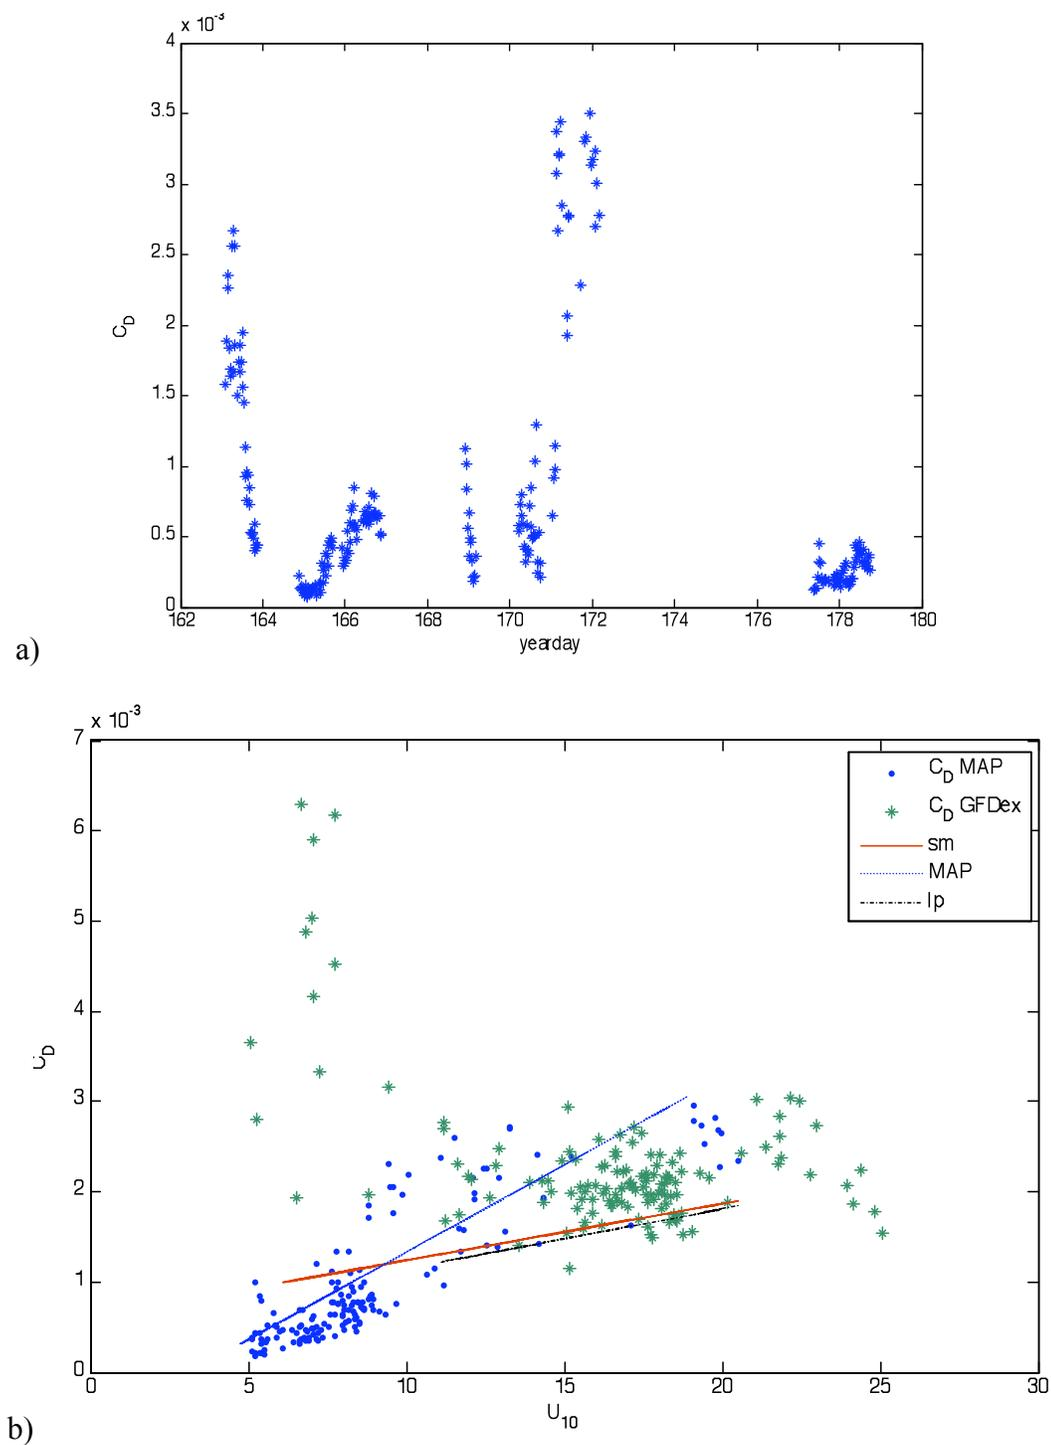 x 10⁻³
4
3.5
3
2.5
2
1.5
1
0.5
0
C_D
162 164 166 168 170 172 174 176 178 180
yearday
a)
x 10⁻³
7
6
5
4
3
2
1
0
C_D
C_D MAP
C_D GFDex
sm
MAP
lp
0 5 10 15 20 25 30
U₁₀
b)